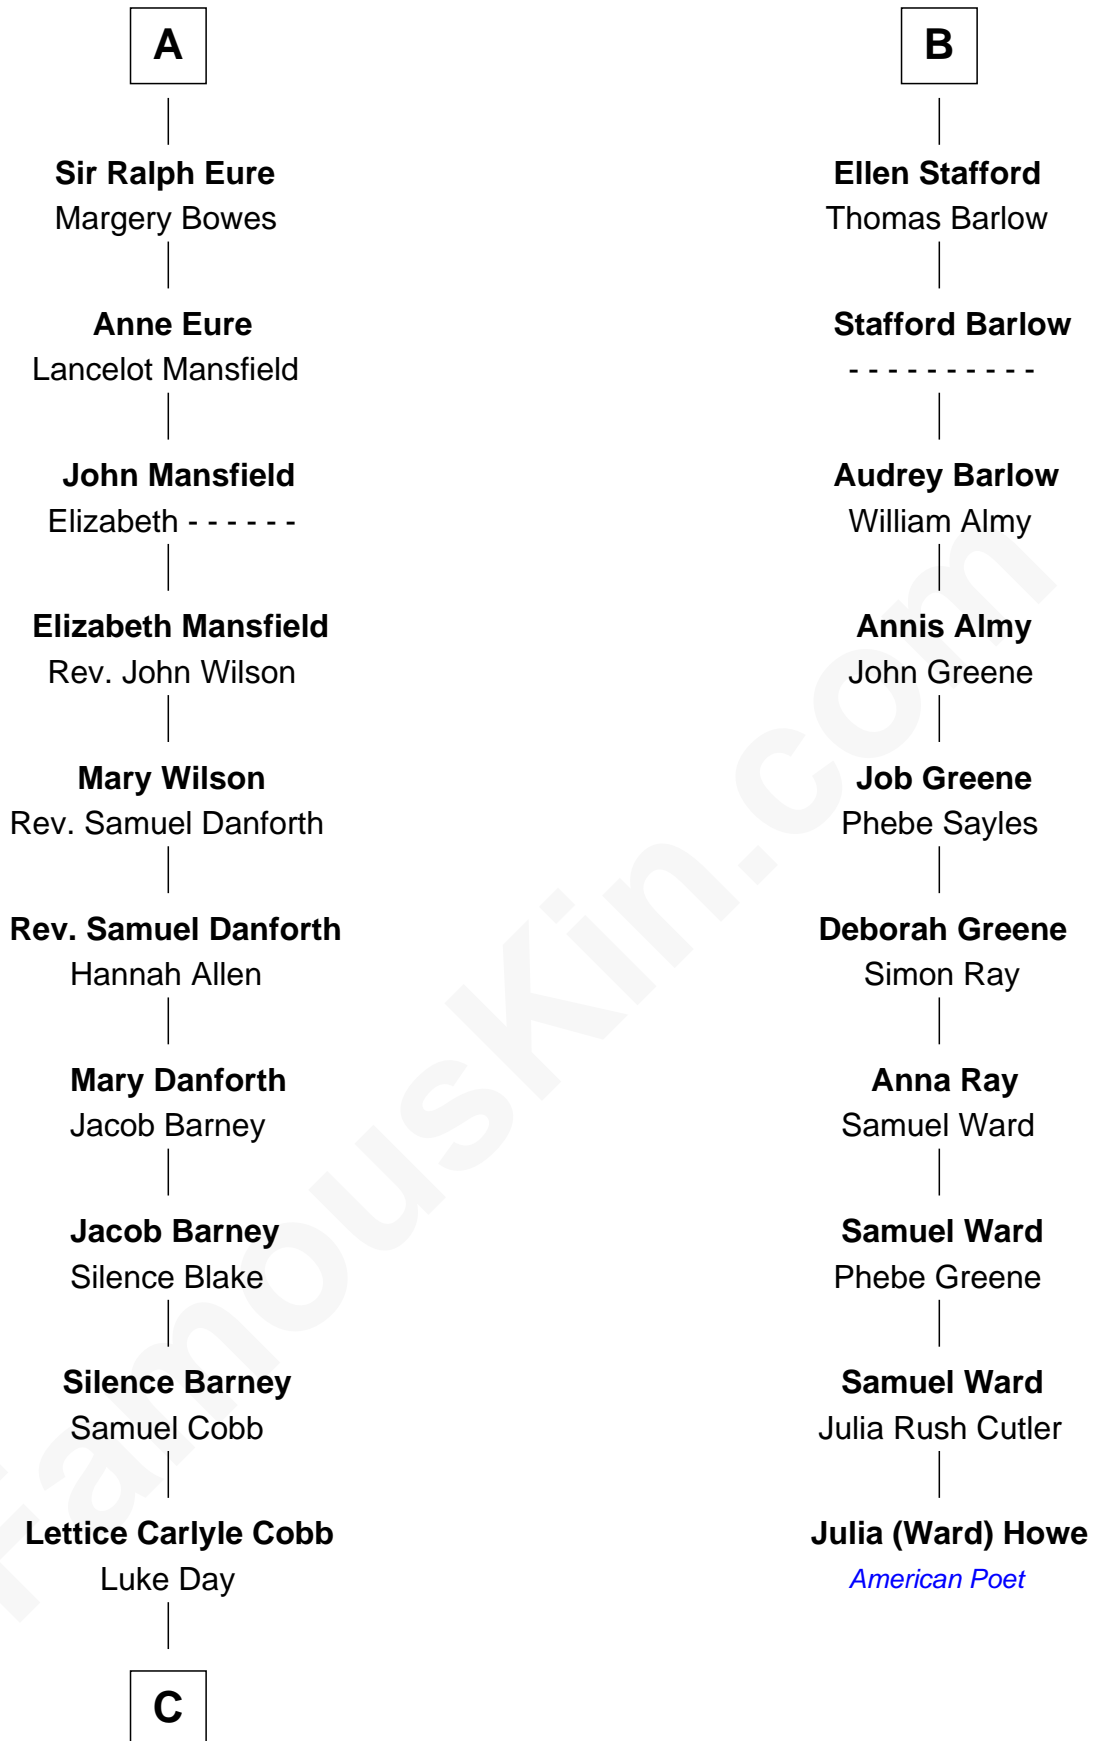 A
Sir Ralph Eure
Margery Bowes
Anne Eure
Lancelot Mansfield
John Mansfield
Elizabeth - - - - - -
Elizabeth Mansfield
Rev. John Wilson
Mary Wilson
Rev. Samuel Danforth
Rev. Samuel Danforth
Hannah Allen
Mary Danforth
Jacob Barney
Jacob Barney
Silence Blake
Silence Barney
Samuel Cobb
Lettice Carlyle Cobb
Luke Day
C
B
Ellen Stafford
Thomas Barlow
Stafford Barlow
- - - - - - - - - -
Audrey Barlow
William Almy
Annis Almy
John Greene
Job Greene
Phebe Sayles
Deborah Greene
Simon Ray
Anna Ray
Samuel Ward
Samuel Ward
Phebe Greene
Samuel Ward
Julia Rush Cutler
Julia (Ward) Howe
American Poet
FamousKin.com